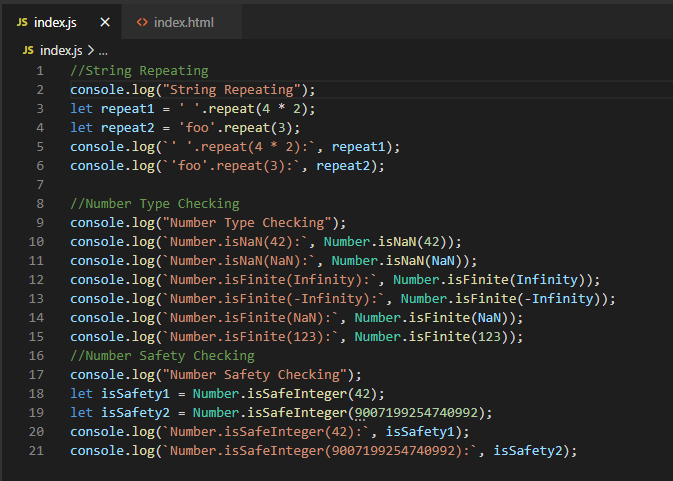 JS index.js × <> index.html
JS index.js > ...
1 //String Repeating
2 console.log("String Repeating");
3 let repeat1 = ' '.repeat(4 * 2);
4 let repeat2 = 'foo'.repeat(3);
5 console.log(`' '.repeat(4 * 2):`, repeat1);
6 console.log(`'foo'.repeat(3):`, repeat2);
7
8 //Number Type Checking
9 console.log("Number Type Checking");
10 console.log(`Number.isNaN(42):`, Number.isNaN(42));
11 console.log(`Number.isNaN(NaN):`, Number.isNaN(NaN));
12 console.log(`Number.isFinite(Infinity):`, Number.isFinite(Infinity));
13 console.log(`Number.isFinite(-Infinity):`, Number.isFinite(-Infinity));
14 console.log(`Number.isFinite(NaN):`, Number.isFinite(NaN));
15 console.log(`Number.isFinite(123):`, Number.isFinite(123));
16 //Number Safety Checking
17 console.log("Number Safety Checking");
18 let isSafety1 = Number.isSafeInteger(42);
19 let isSafety2 = Number.isSafeInteger(9007199254740992);
20 console.log(`Number.isSafeInteger(42):`, isSafety1);
21 console.log(`Number.isSafeInteger(9007199254740992):`, isSafety2);